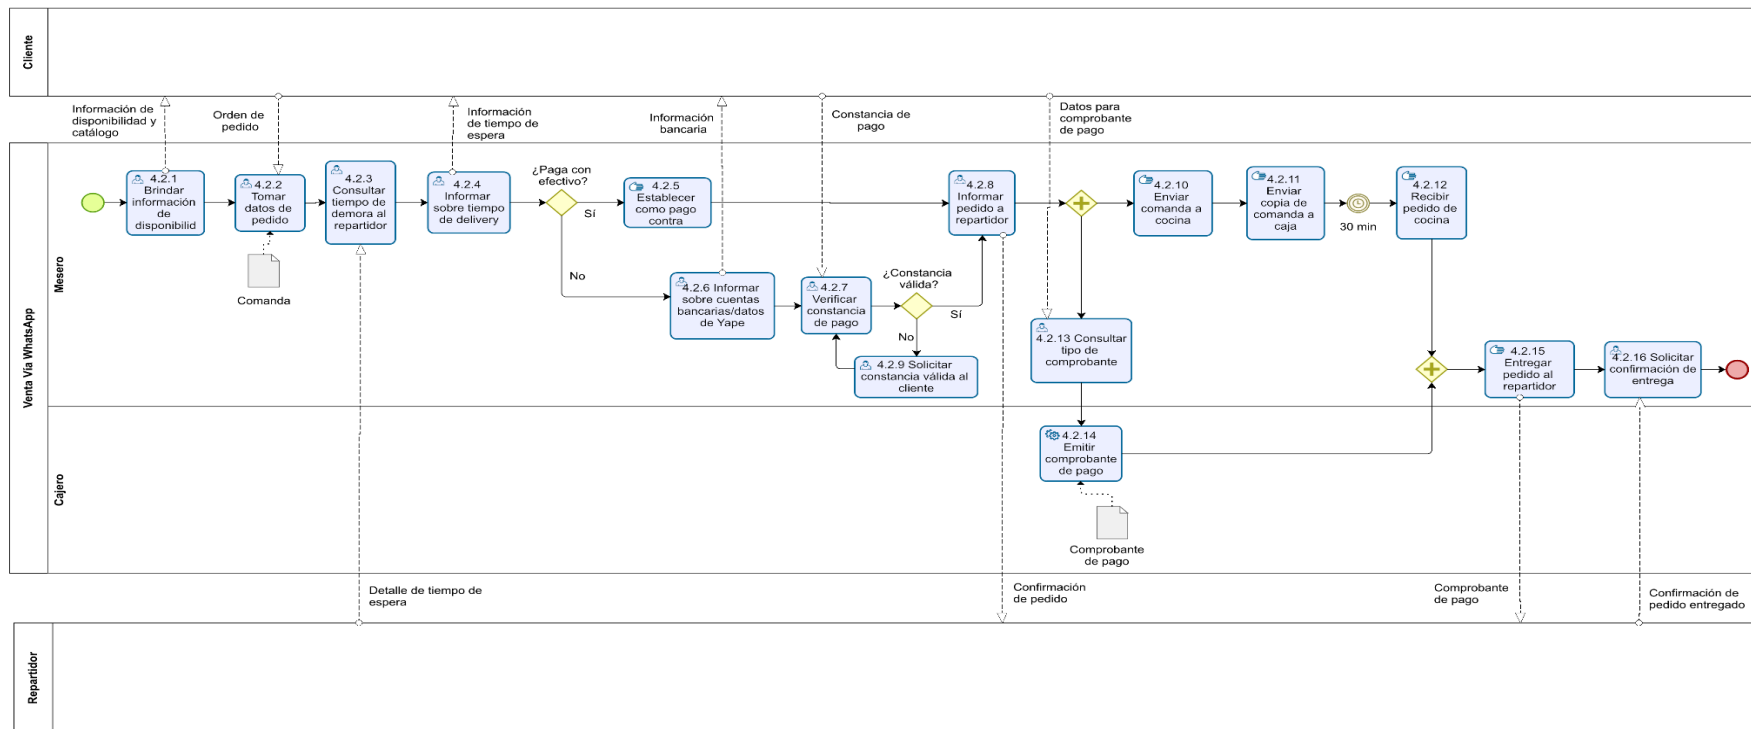 Cliente
Información de
disponibilidad y
catálogo
Orden de
pedido
Información
de tiempo de
espera
Información
bancaria
Constancia de
pago
Datos para
comprobante
de pago
Venta Via WhatsApp
Mesero
4.2.1
Brindar
información
de
disponibilid
4.2.2
Tomar
datos de
pedido
Comanda
4.2.3
Consultar
tiempo de
demora al
repartidor
4.2.4
Informar
sobre tiempo
de delivery
¿Paga con
efectivo?
Sí
No
4.2.5
Establecer
como pago
contra
4.2.6 Informar
sobre cuentas
bancarias/datos
de Yape
4.2.7
Verificar
constancia
de pago
¿Constancia
válida?
Sí
No
4.2.9 Solicitar
constancia válida al
cliente
4.2.8
Informar
pedido a
repartidor
4.2.10
Enviar
comanda a
cocina
4.2.11
Enviar
copia de
comanda a
caja
30 min
4.2.12
Recibir
pedido de
cocina
4.2.13 Consultar
tipo de
comprobante
4.2.15
Entregar
pedido al
repartidor
4.2.16 Solicitar
confirmación de
entrega
Cajero
4.2.14
Emitir
comprobante
de pago
Comprobante
de pago
Detalle de tiempo de
espera
Confirmación
de pedido
Comprobante
de pago
Confirmación de
pedido entregado
Repartidor